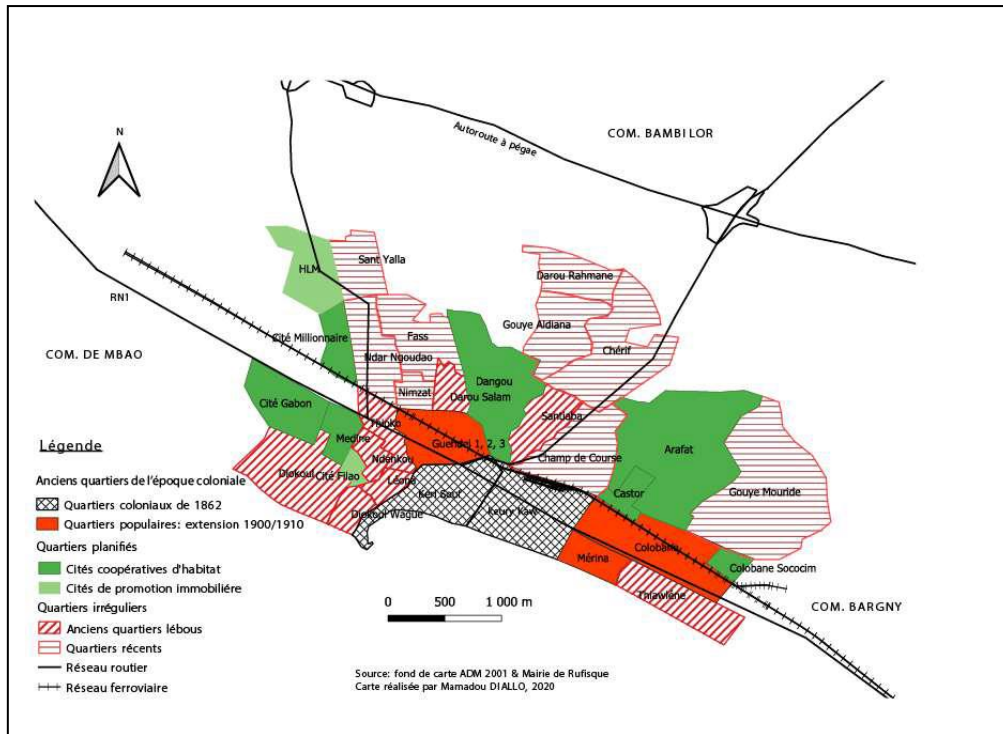 COM. BAMBILOR
Autoroute à pégae
N
HLM
Sant Yalla
Darou Rahmane
RN1
Gouye Aldiana
Fass
Chérif
Cité Millionnaire
COM. DE MBAO
Ndar Ngoudao
Dangou
Nimzat
Darou Salam
Cité Gabon
Santiaba
Thioko
Medine
Guendel 1, 2, 3
Arafat
Ndenkou
Champ de Course
Diokoul
Cité Filao
Léona
Castor
Gouye Mouride
Keri Souf
Diokoul Wague
Keury Kaw
Colobane
Mérina
Colobane Sococim
Thiawlène
COM. BARGNY
Légende
Anciens quartiers de l'époque coloniale
Quartiers coloniaux de 1862
Quartiers populaires: extension 1900/1910
Quartiers planifiés
Cités coopératives d'habitat
Cités de promotion immobiliére
Quartiers irréguliers
Anciens quartiers lébous
Quartiers récents
Réseau routier
Réseau ferroviaire
0 500 1 000 m
Source: fond de carte ADM 2001 & Mairie de Rufisque
Carte réalisée par Mamadou DIALLO, 2020